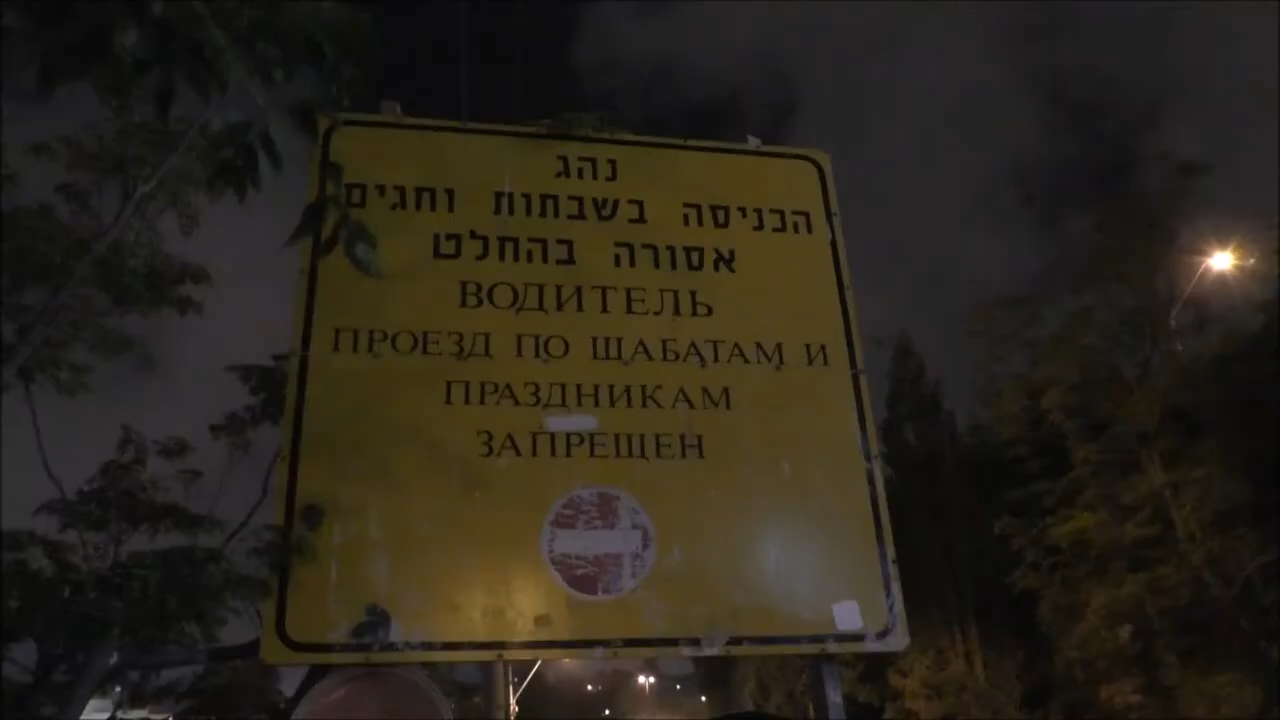 נהג
הכניסה בשבתות וחגים
אסורה בהחלט
ВОДИТЕЛЬ
ПРОЕЗД ПО ШАБАТАМ И
ПРАЗДНИКАМ
ЗАПРЕЩЕН